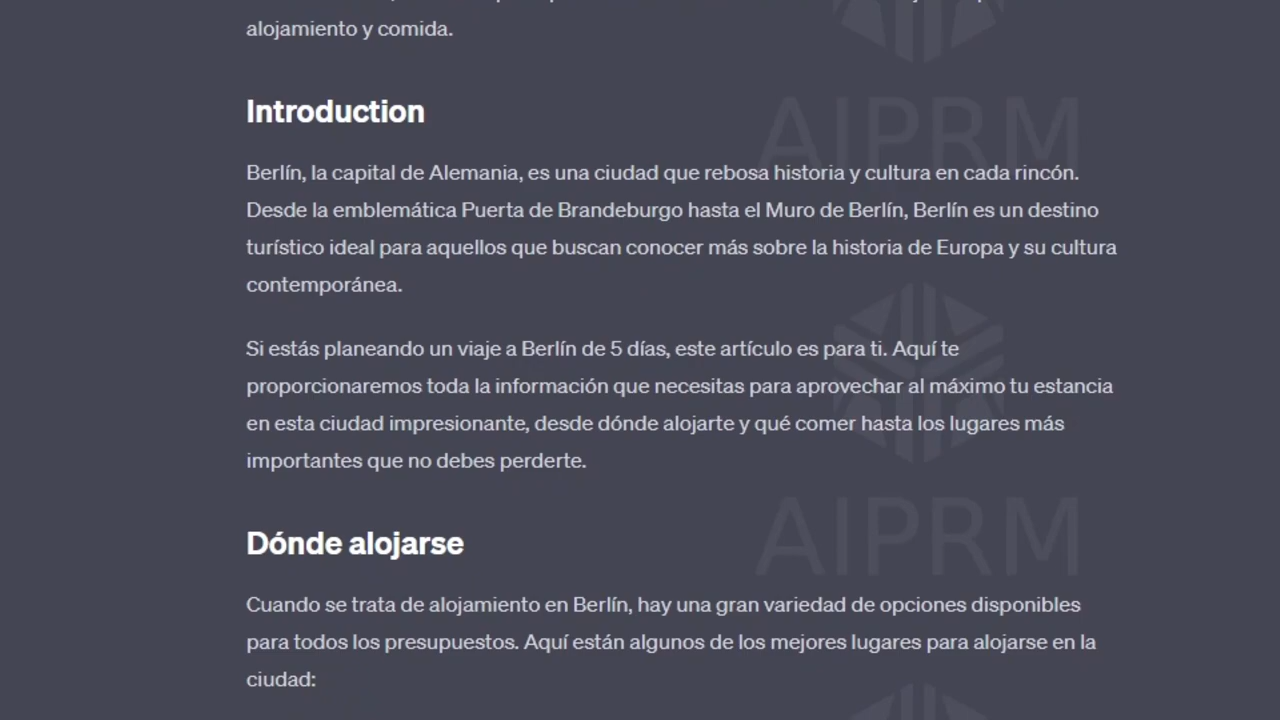 alojamiento y comida.
Introduction
AIPRM
Berlín, la capital de Alemania, es una ciudad que rebosa historia y cultura en cada rincón.
Desde la emblemática Puerta de Brandeburgo hasta el Muro de Berlín, Berlín es un destino
turístico ideal para aquellos que buscan conocer más sobre la historia de Europa y su cultura
contemporánea.
Si estás planeando un viaje a Berlín de 5 días, este artículo es para ti. Aquí te
proporcionaremos toda la información que necesitas para aprovechar al máximo tu estancia
en esta ciudad impresionante, desde dónde alojarte y qué comer hasta los lugares más
importantes que no debes perderte.
Dónde alojarse
AIPRM
Cuando se trata de alojamiento en Berlín, hay una gran variedad de opciones disponibles
para todos los presupuestos. Aquí están algunos de los mejores lugares para alojarse en la
ciudad: